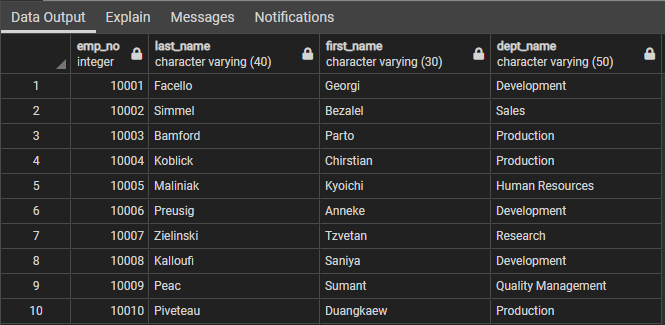 Data Output Explain Messages Notifications
emp_no last_name first_name dept_name
integer character varying (40) character varying (30) character varying (50)
1 10001 Facello Georgi Development
2 10002 Simmel Bezalel Sales
3 10003 Bamford Parto Production
4 10004 Koblick Chirstian Production
5 10005 Maliniak Kyoichi Human Resources
6 10006 Preusig Anneke Development
7 10007 Zielinski Tzvetan Research
8 10008 Kalloufi Saniya Development
9 10009 Peac Sumant Quality Management
10 10010 Piveteau Duangkaew Production